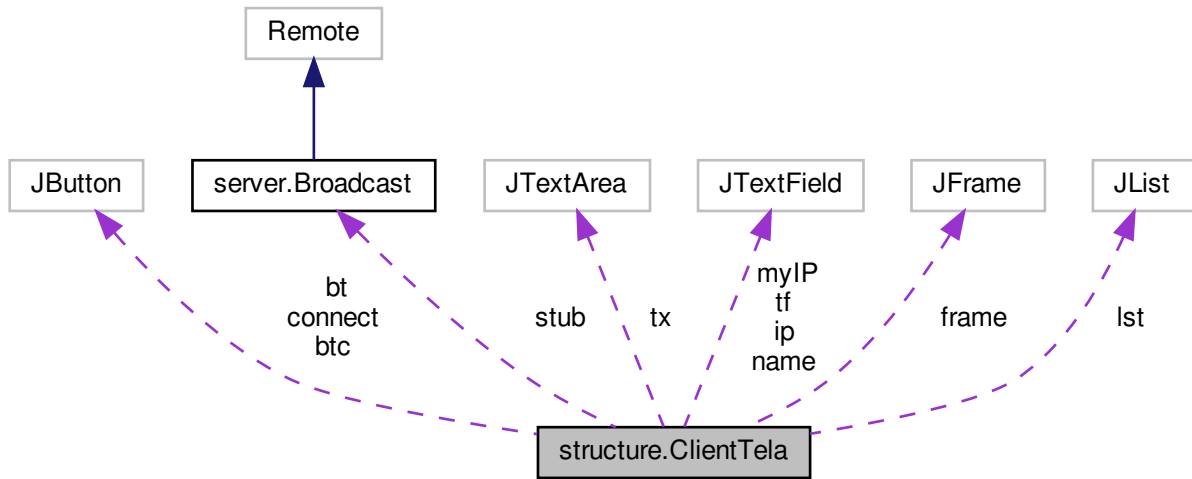 Remote
JButton
server.Broadcast
JTextArea
JTextField
JFrame
JList
bt
connect
btc
stub
tx
myIP
tf
ip
name
frame
lst
structure.ClientTela